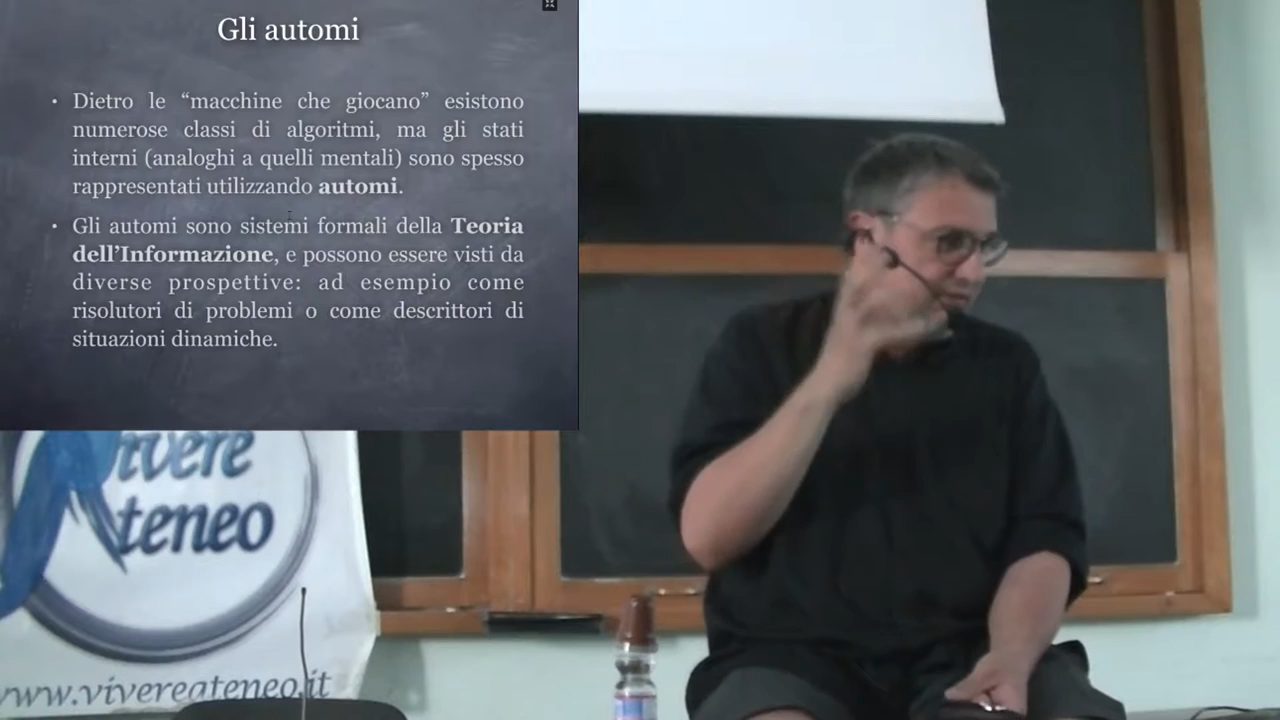 Gli automi
• Dietro le “macchine che giocano” esistono
numerose classi di algoritmi, ma gli stati
interni (analoghi a quelli mentali) sono spesso
rappresentati utilizzando automi.
• Gli automi sono sistemi formali della Teoria
dell’Informazione, e possono essere visti da
diverse prospettive: ad esempio come
risolutori di problemi o come descrittori di
situazioni dinamiche.
Vivere
Ateneo
www.vivereateneo.it